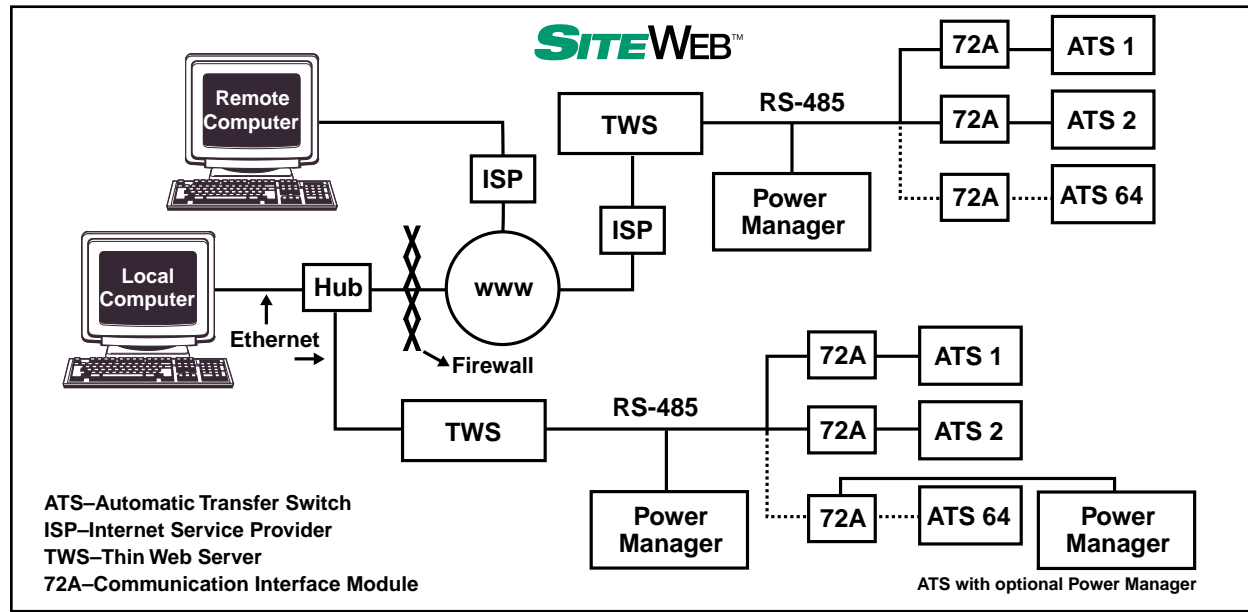 SITEWEB™
Remote
Computer
ISP
TWS
RS-485
72A
ATS 1
72A
ATS 2
72A
ATS 64
Power
Manager
ISP
Local
Computer
Hub
www
Ethernet
Firewall
TWS
RS-485
72A
ATS 1
72A
ATS 2
72A
ATS 64
Power
Manager
Power
Manager
ATS with optional Power Manager
ATS–Automatic Transfer Switch
ISP–Internet Service Provider
TWS–Thin Web Server
72A–Communication Interface Module